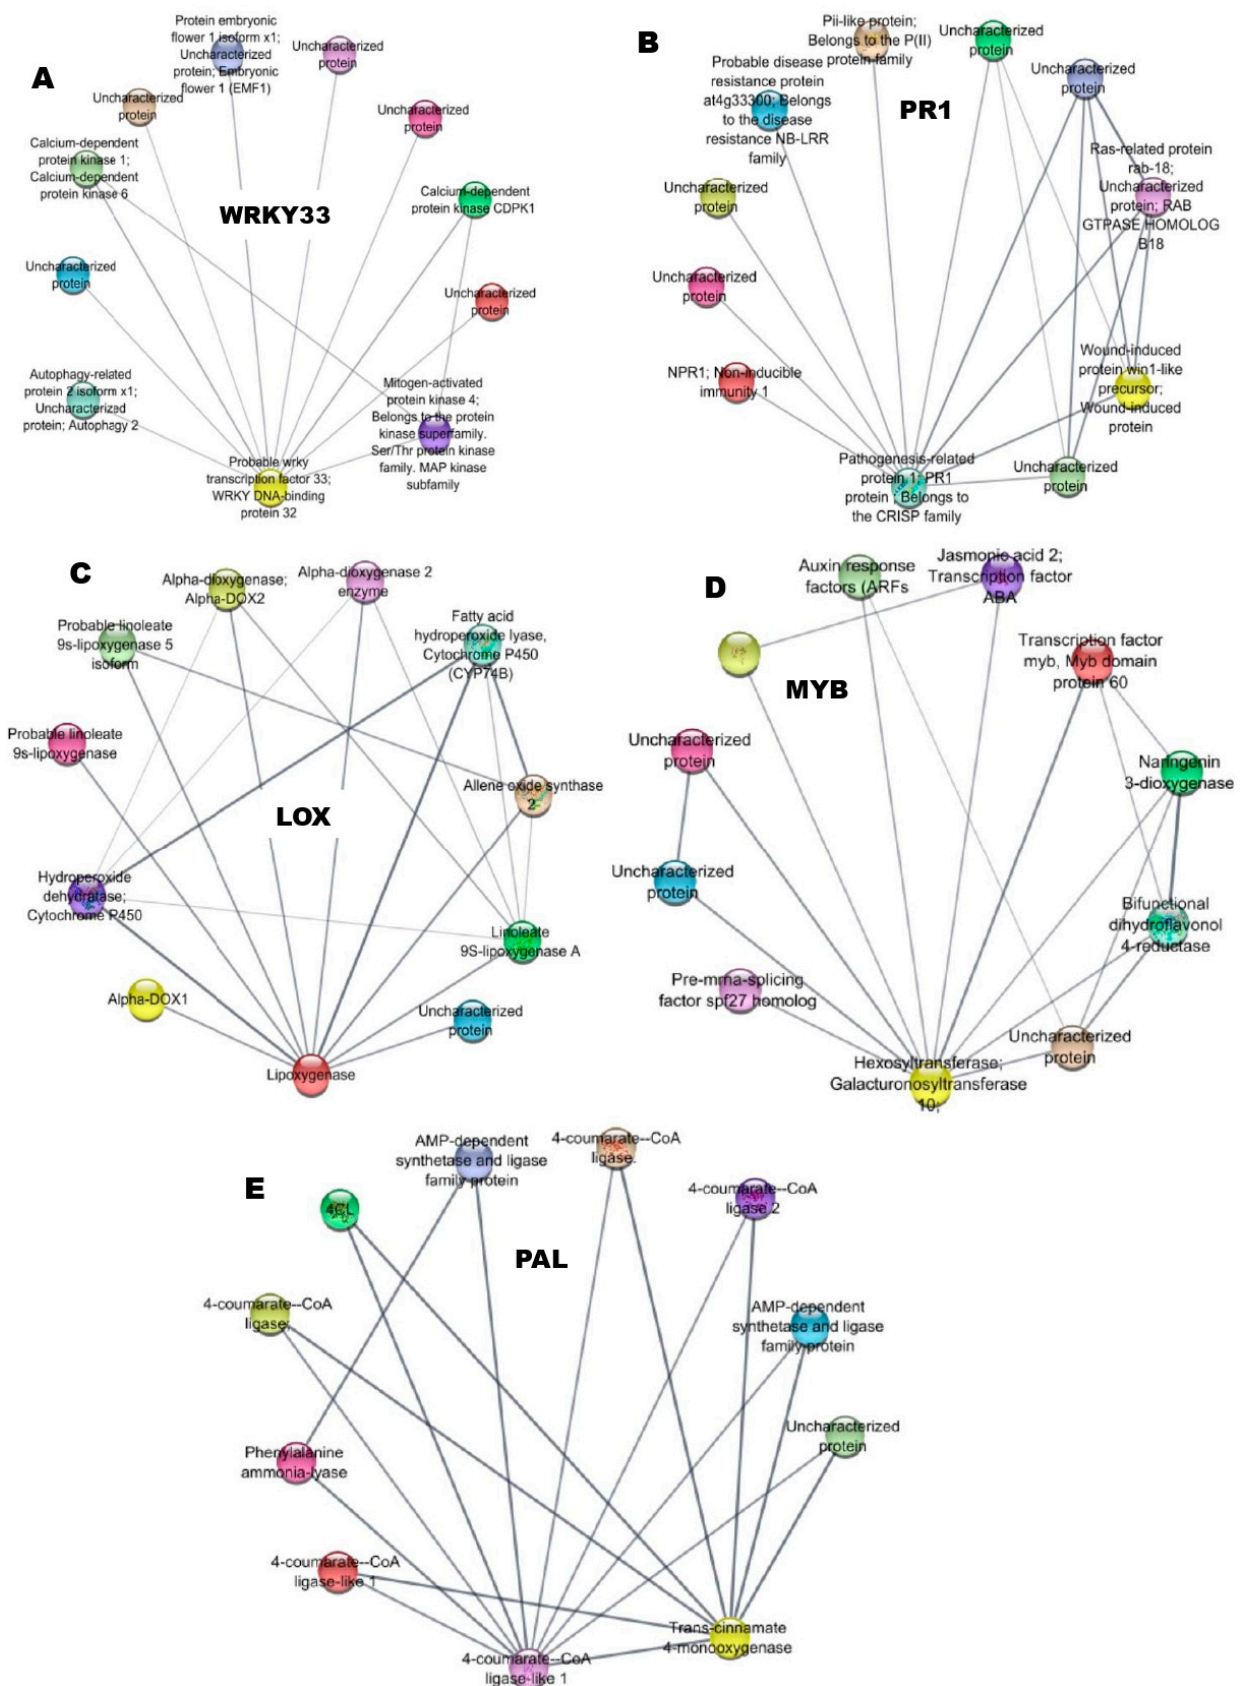 A
Protein embryonic
flower 1 isoform x1;
Uncharacterized
protein; Embryonic
flower 1 (EMF1)
Uncharacterized
protein
Uncharacterized
protein
Uncharacterized
protein
Calcium-dependent
protein kinase 1;
Calcium-dependent
protein kinase 6
WRKY33
Calcium-dependent
protein kinase CDPK1
Uncharacterized
protein
Uncharacterized
protein
Autophagy-related
protein 2 isoform x1;
Uncharacterized
protein; Autophagy 2
Mitogen-activated
protein kinase 4;
Belongs to the protein
kinase superfamily.
Ser/Thr protein kinase
family. MAP kinase
subfamily
Probable wrky
transcription factor 33;
WRKY DNA-binding
protein 32
B
Pii-like protein;
Belongs to the P(II)
protein family
Uncharacterized
protein
Uncharacterized
protein
Probable disease
resistance protein
at4g33300; Belongs
to the disease
resistance NB-LRR
family
PR1
Ras-related protein
rab-18;
Uncharacterized
protein; RAB
GTPASE HOMOLOG
B18
Uncharacterized
protein
Uncharacterized
protein
NPR1; Non-inducible
immunity 1
Wound-induced
protein win1-like
precursor;
Wound-induced
protein
Pathogenesis-related
protein 1; PR1
protein ; Belongs to
the CRISP family
Uncharacterized
protein
C
Alpha-dioxygenase;
Alpha-DOX2
Alpha-dioxygenase 2
enzyme
Fatty acid
hydroperoxide lyase,
Cytochrome P450
(CYP74B)
Probable linoleate
9s-lipoxygenase 5
isoform
Probable linoleate
9s-lipoxygenase
Allene oxide synthase
2
LOX
Hydroperoxide
dehydratase;
Cytochrome P450
Linoleate
9S-lipoxygenase A
Alpha-DOX1
Uncharacterized
protein
Lipoxygenase
D
Auxin response
factors (ARFs
Jasmonic acid 2;
Transcription factor
ABA
Transcription factor
myb, Myb domain
protein 60
MYB
Uncharacterized
protein
Naringenin
3-dioxygenase
Uncharacterized
protein
Bifunctional
dihydroflavonol
4-reductase
Pre-mrna-splicing
factor spf27 homolog
Uncharacterized
protein
Hexosyltransferase;
Galacturonosyltransferase
10;
E
AMP-dependent
synthetase and ligase
family protein
4-coumarate--CoA
ligase.
4-coumarate--CoA
ligase 2
4CL
PAL
4-coumarate--CoA
ligase;
AMP-dependent
synthetase and ligase
family protein
Uncharacterized
protein
Phenylalanine
ammonia-lyase
4-coumarate--CoA
ligase-like 1
Trans-cinnamate
4-monooxygenase
4-coumarate--CoA
ligase-like 1